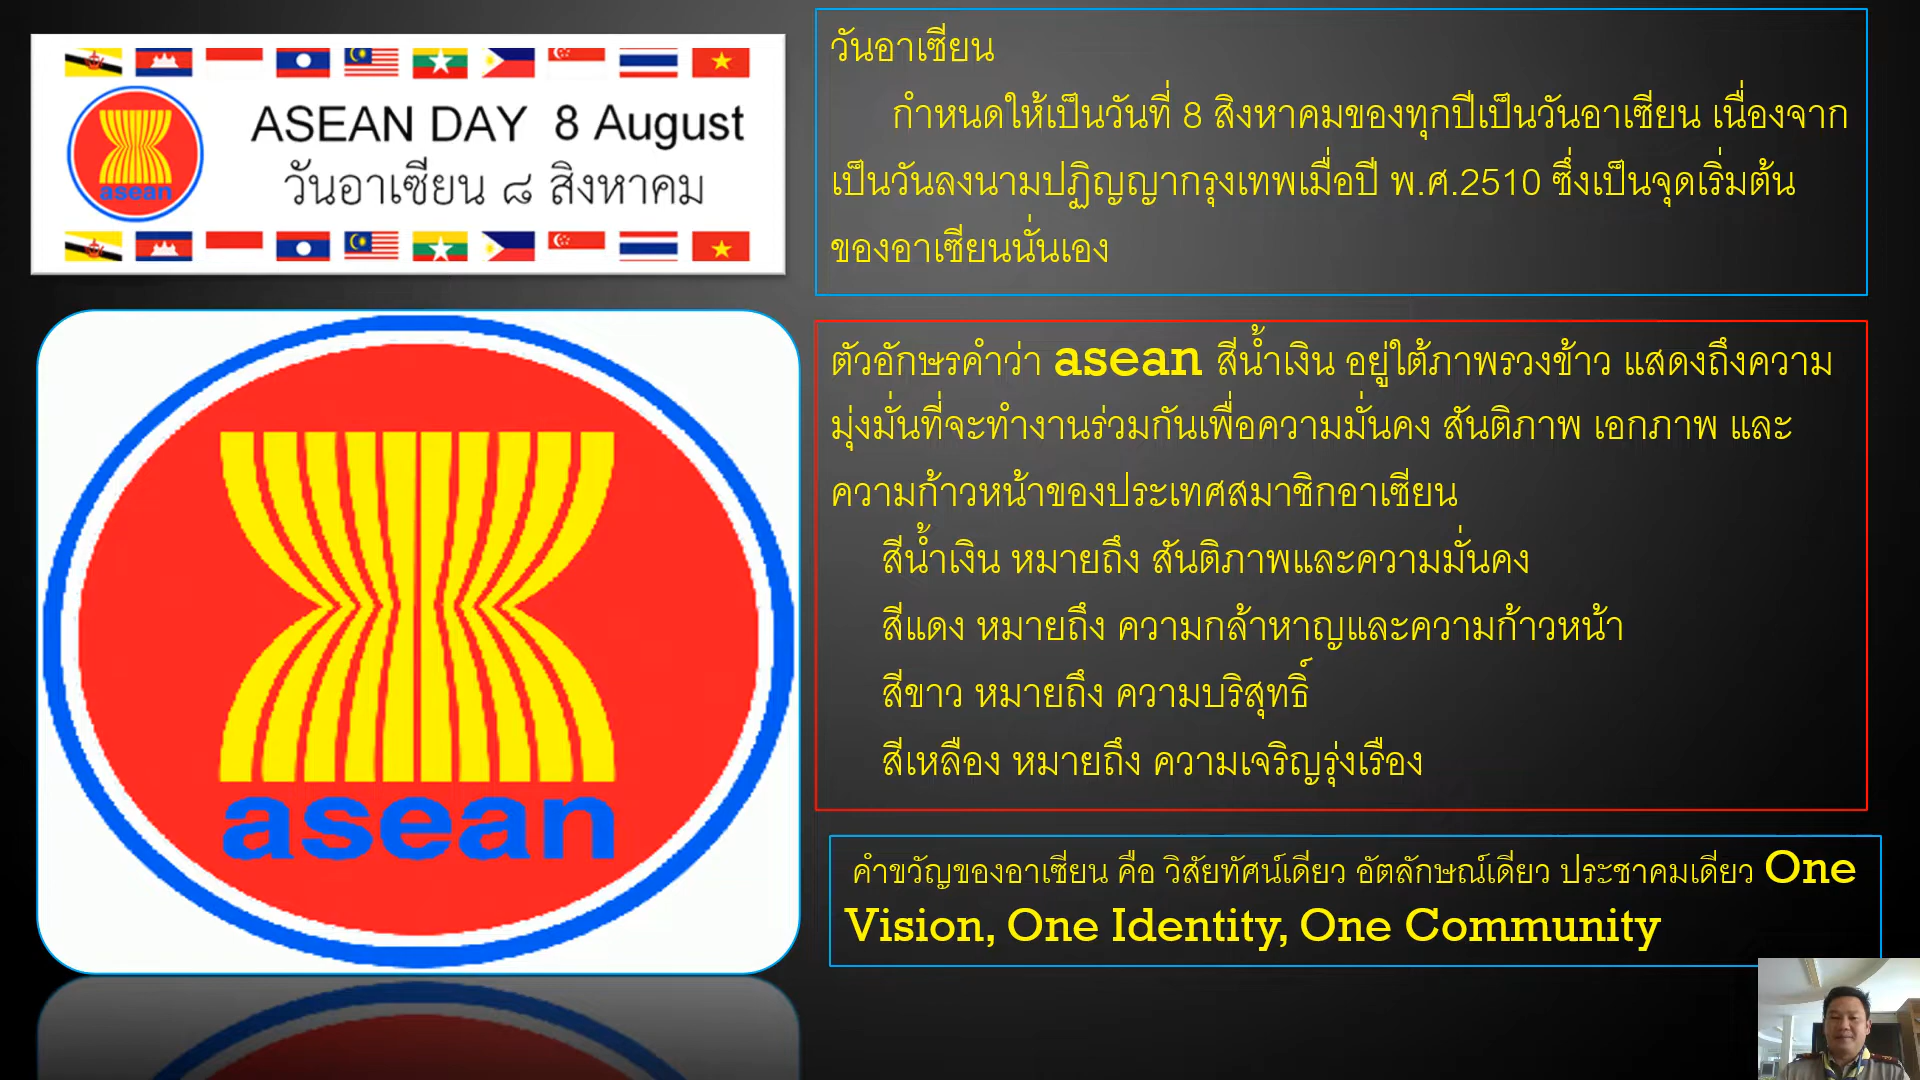 ASEAN DAY 8 August
วันอาเซียน ๘ สิงหาคม
asean
วันอาเซียน
กำหนดให้เป็นวันที่ 8 สิงหาคมของทุกปีเป็นวันอาเซียน เนื่องจาก
เป็นวันลงนามปฏิญญากรุงเทพเมื่อปี พ.ศ.2510 ซึ่งเป็นจุดเริ่มต้น
ของอาเซียนนั่นเอง
asean
ตัวอักษรคำว่า asean สีน้ำเงิน อยู่ใต้ภาพรวงข้าว แสดงถึงความ
มุ่งมั่นที่จะทำงานร่วมกันเพื่อความมั่นคง สันติภาพ เอกภาพ และ
ความก้าวหน้าของประเทศสมาชิกอาเซียน
สีน้ำเงิน หมายถึง สันติภาพและความมั่นคง
สีแดง หมายถึง ความกล้าหาญและความก้าวหน้า
สีขาว หมายถึง ความบริสุทธิ์
สีเหลือง หมายถึง ความเจริญรุ่งเรือง
คำขวัญของอาเซี่ยน คือ วิสัยทัศน์เดี่ยว อัตลักษณ์เดี่ยว ประชาคมเดี่ยว One
Vision, One Identity, One Community